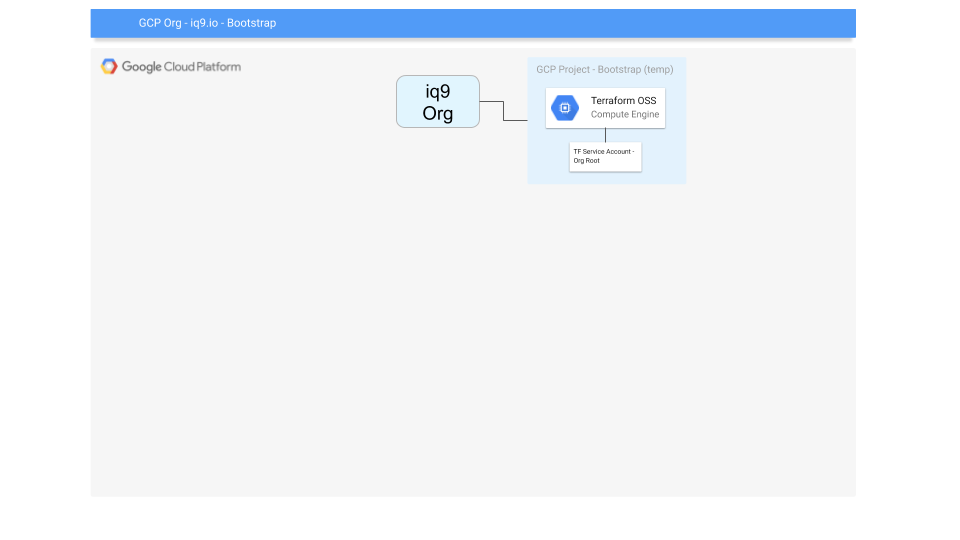 GCP Org - iq9.io - Bootstrap
Google Cloud Platform
iq9
Org
GCP Project - Bootstrap (temp)
Terraform OSS
Compute Engine
TF Service Account -
Org Root